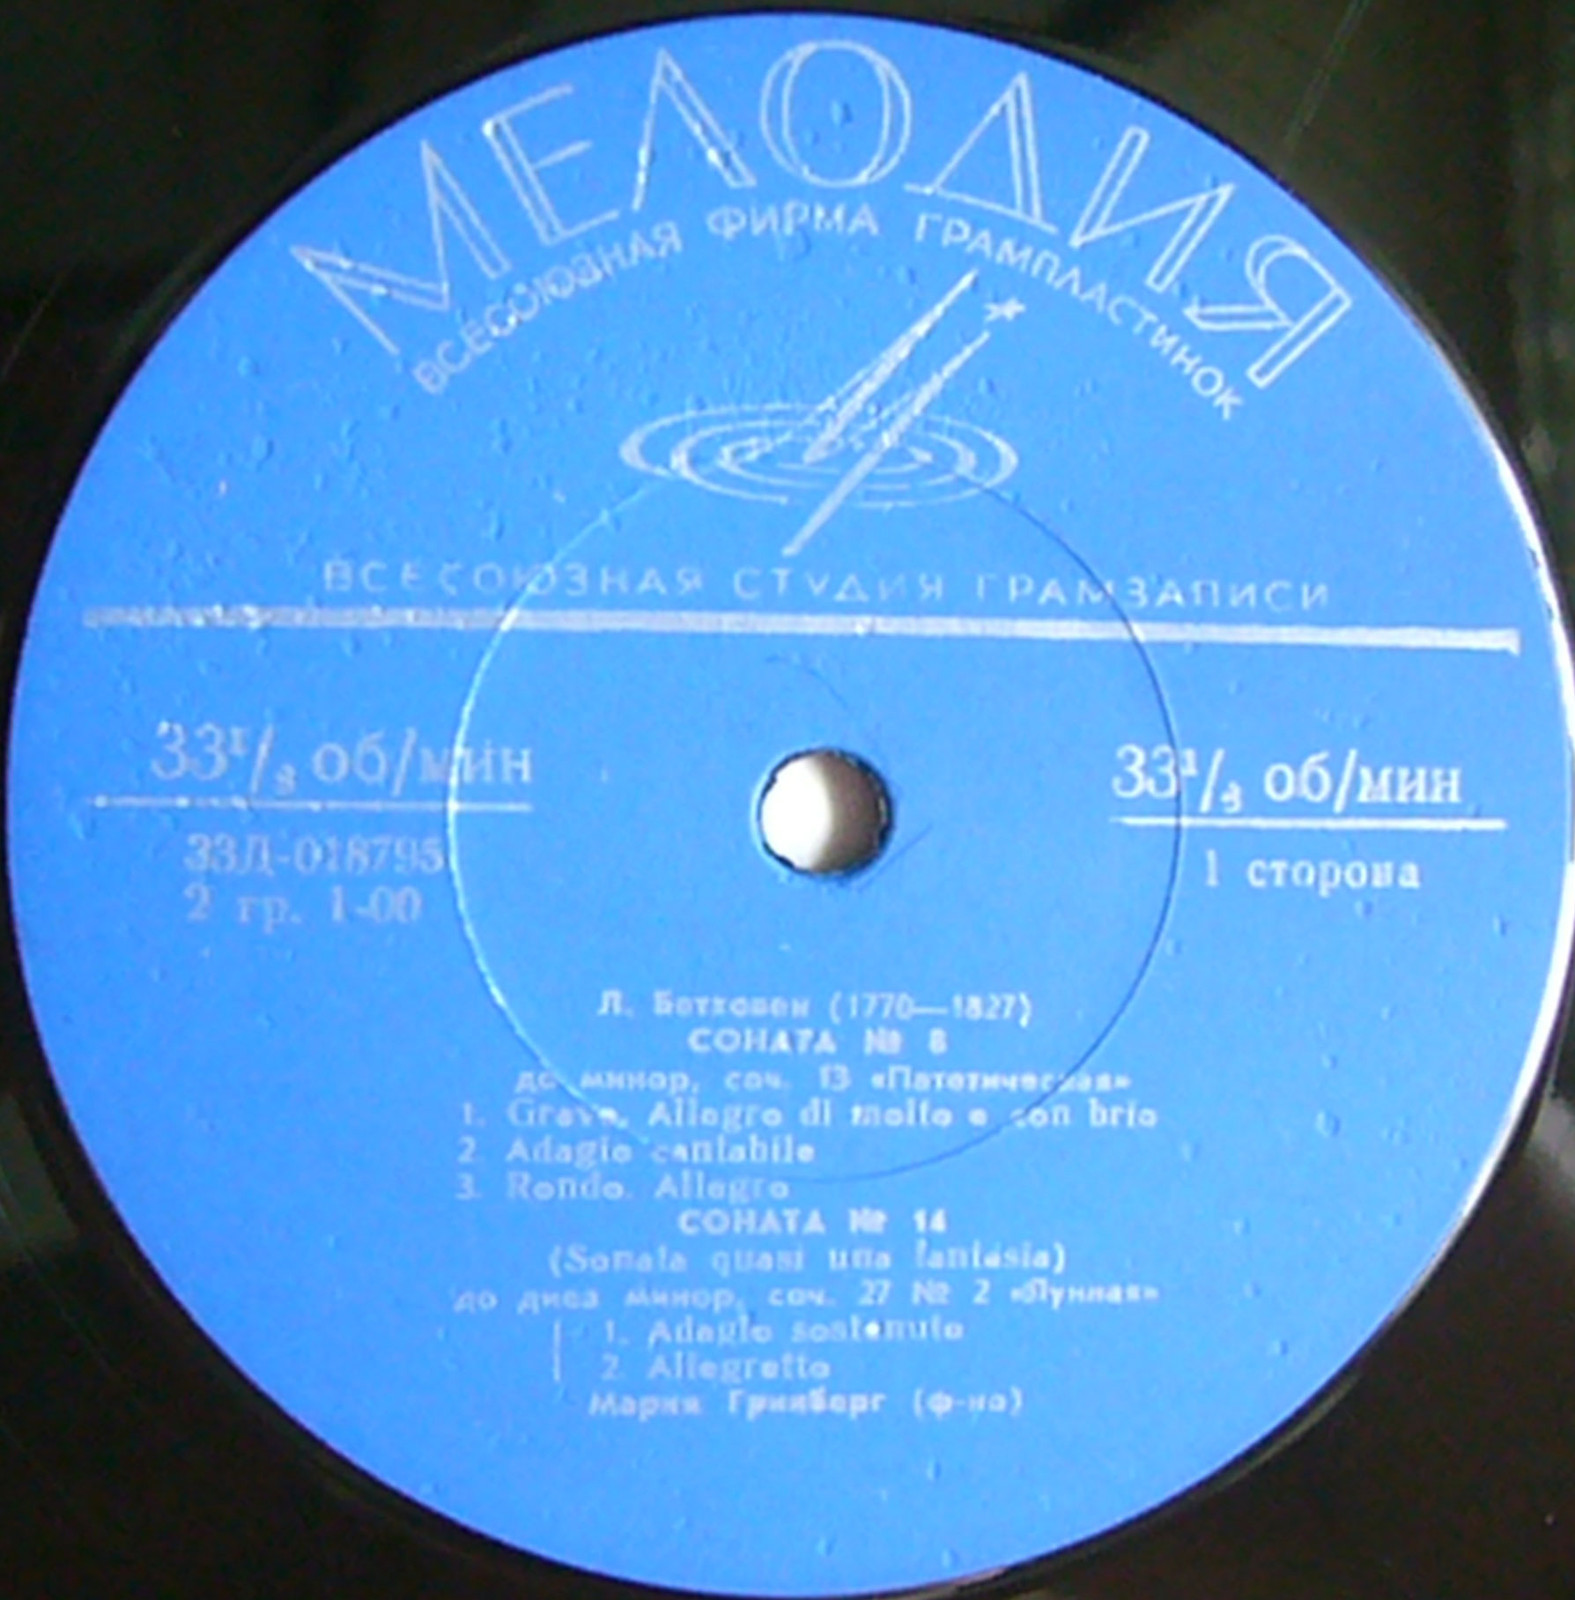 МЕЛОДИЯ
ВСЕСОЮЗНАЯ ФИРМА ГРАМПЛАСТИНОК
ВСЕСОЮЗНАЯ СТУДИЯ ГРАМЗАПИСИ
33¹/₃ об/мин
33¹/₃ об/мин
33Д-018795
2 гр. 1-00
1 сторона
Л. Бетховен (1770—1827)
СОНАТА № 8
до минор, соч. 13 «Патетическая»
1. Grave. Allegro di molto e con brio
2. Adagio cantabile
3. Rondo. Allegro
СОНАТА № 14
(Sonata quasi una fantasia)
до диез минор, соч. 27 № 2 «Лунная»
1. Adagio sostenuto
2. Allegretto
Мария Гринберг (ф-но)